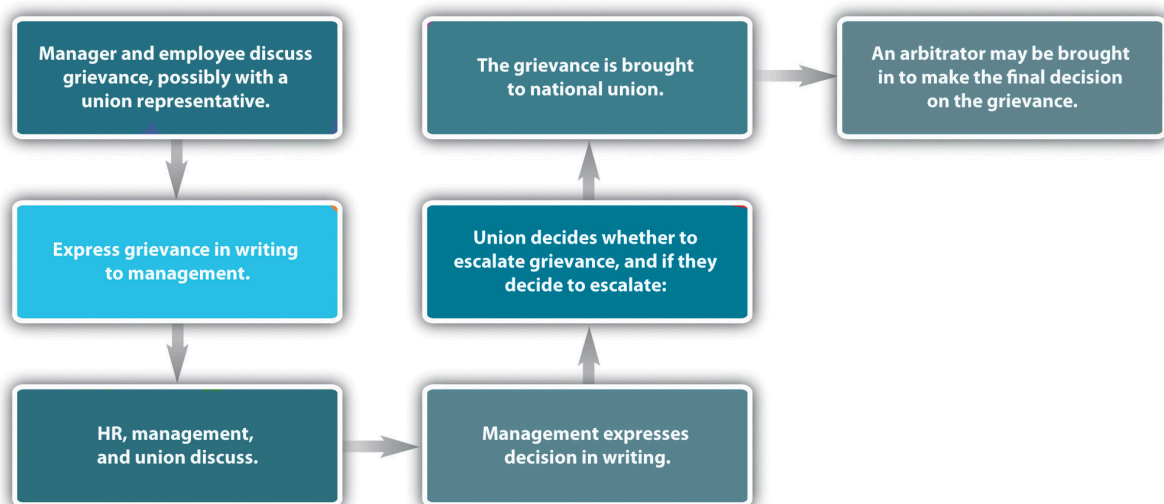 Manager and employee discuss
grievance, possibly with a
union representative.
Express grievance in writing
to management.
HR, management,
and union discuss.
Management expresses
decision in writing.
Union decides whether to
escalate grievance, and if they
decide to escalate:
The grievance is brought
to national union.
An arbitrator may be brought
in to make the final decision
on the grievance.